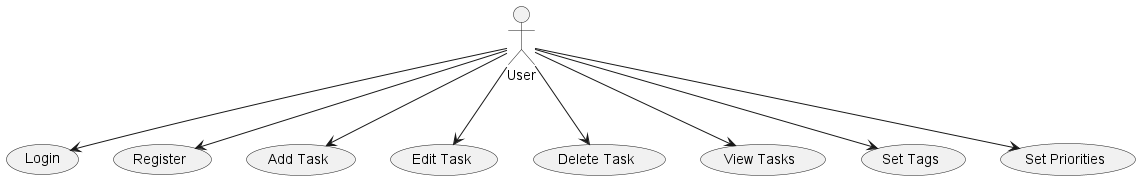 User
Login
Register
Add Task
Edit Task
Delete Task
View Tasks
Set Tags
Set Priorities